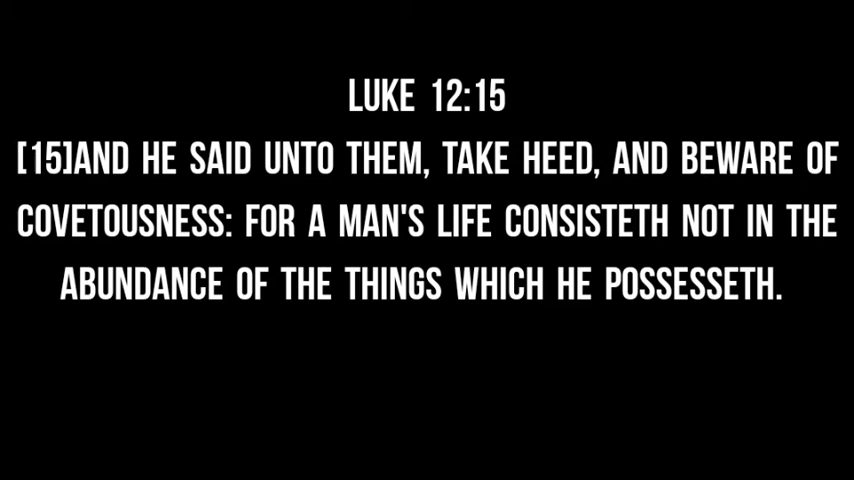 LUKE 12:15
[15]AND HE SAID UNTO THEM, TAKE HEED, AND BEWARE OF
COVETOUSNESS: FOR A MAN'S LIFE CONSISTETH NOT IN THE
ABUNDANCE OF THE THINGS WHICH HE POSSESSETH.